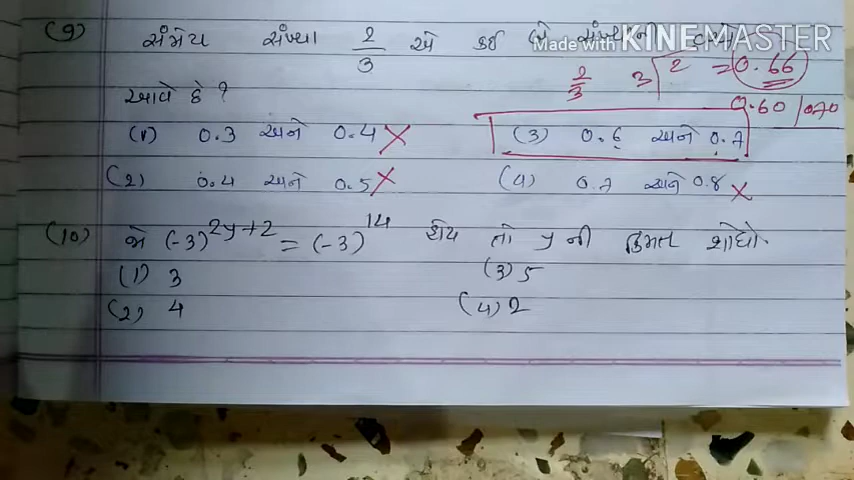 (9) સંમેય સંખ્યા 2/3 એ કઈ બે
Made with KINEMASTER
2/3 3 2 = 0.66
આવે છે ?
0.60 / 0.70
(1) 0.3 અને 0.4 X (3) 0.6 અને 0.7
(2) 0.4 અને 0.5 X (4) 0.7 અને 0.8 X
(10) જો (-3)^2y+2 = (-3)^14 હોય તો y ની કિંમત શોધો.
(1) 3 (3) 5
(2) 4 (4) 2